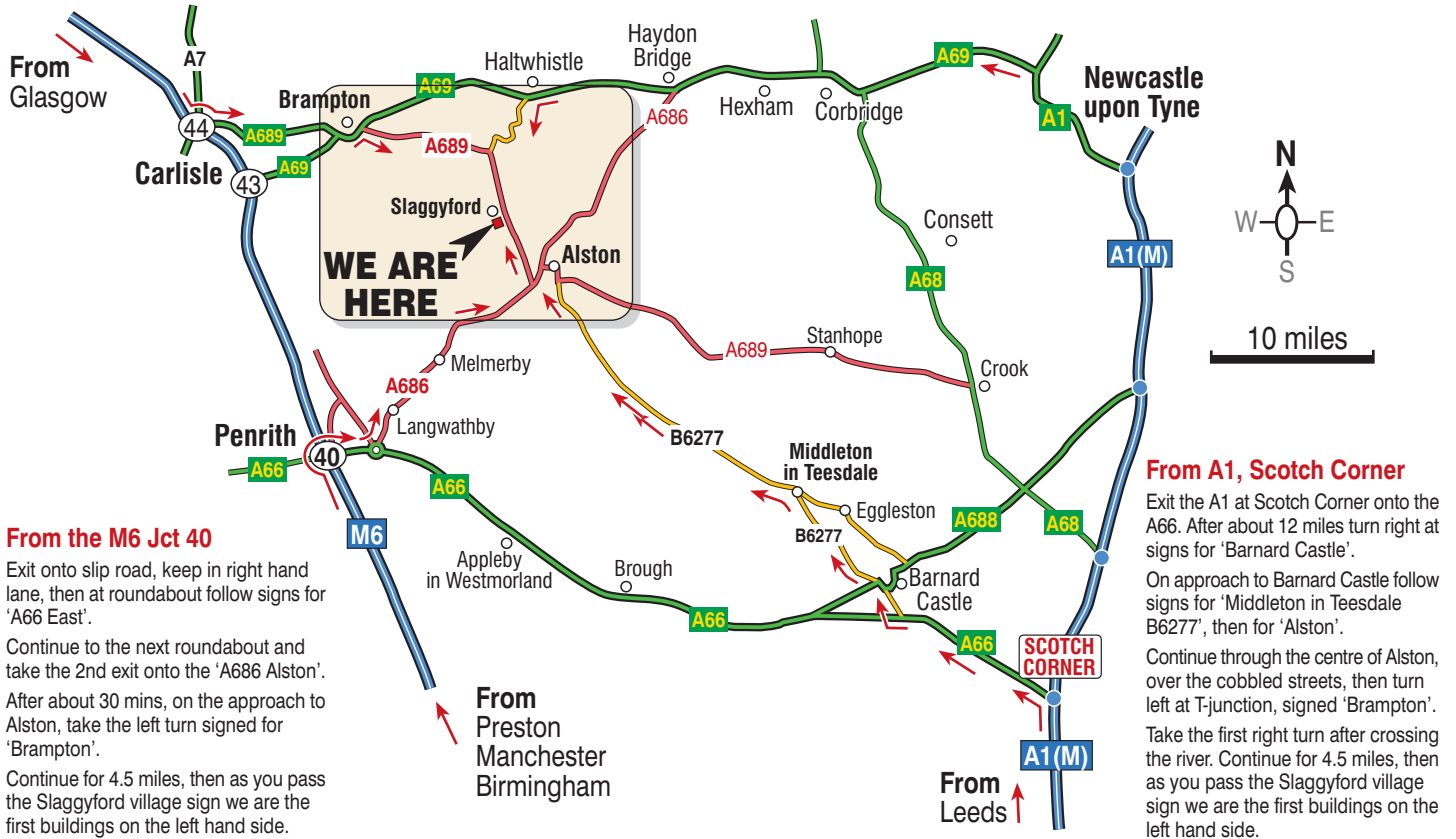 From
Glasgow
A7
44
A689
Carlisle
43
A69
Brampton
A69
Haltwhistle
Haydon
Bridge
A686
Hexham
Corbridge
A69
A1
Newcastle
upon Tyne
A689
Slaggyford
WE ARE
HERE
Alston
Consett
A68
A1(M)
N
W
E
S
10 miles
A689
Stanhope
Crook
Melmerby
A686
Langwathby
Penrith
40
A66
A66
M6
B6277
Middleton
in Teesdale
Eggleston
B6277
A688
A68
Appleby
in Westmorland
Brough
A66
Barnard
Castle
A66
SCOTCH
CORNER
A1(M)
From
Leeds
From
Preston
Manchester
Birmingham
From the M6 Jct 40
Exit onto slip road, keep in right hand
lane, then at roundabout follow signs for
'A66 East'.
Continue to the next roundabout and
take the 2nd exit onto the 'A686 Alston'.
After about 30 mins, on the approach to
Alston, take the left turn signed for
'Brampton'.
Continue for 4.5 miles, then as you pass
the Slaggyford village sign we are the
first buildings on the left hand side.
From A1, Scotch Corner
Exit the A1 at Scotch Corner onto the
A66. After about 12 miles turn right at
signs for 'Barnard Castle'.
On approach to Barnard Castle follow
signs for 'Middleton in Teesdale
B6277', then for 'Alston'.
Continue through the centre of Alston,
over the cobbled streets, then turn
left at T-junction, signed 'Brampton'.
Take the first right turn after crossing
the river. Continue for 4.5 miles, then
as you pass the Slaggyford village
sign we are the first buildings on the
left hand side.